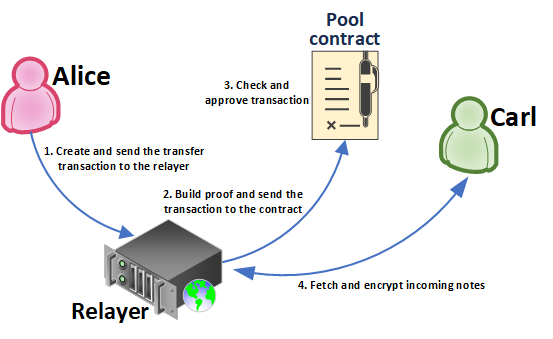 Pool
contract
Alice
3. Check and
approve transaction
Carl
1. Create and send the transfer
transaction to the relayer
2. Build proof and send the
transaction to the contract
4. Fetch and encrypt incoming notes
Relayer